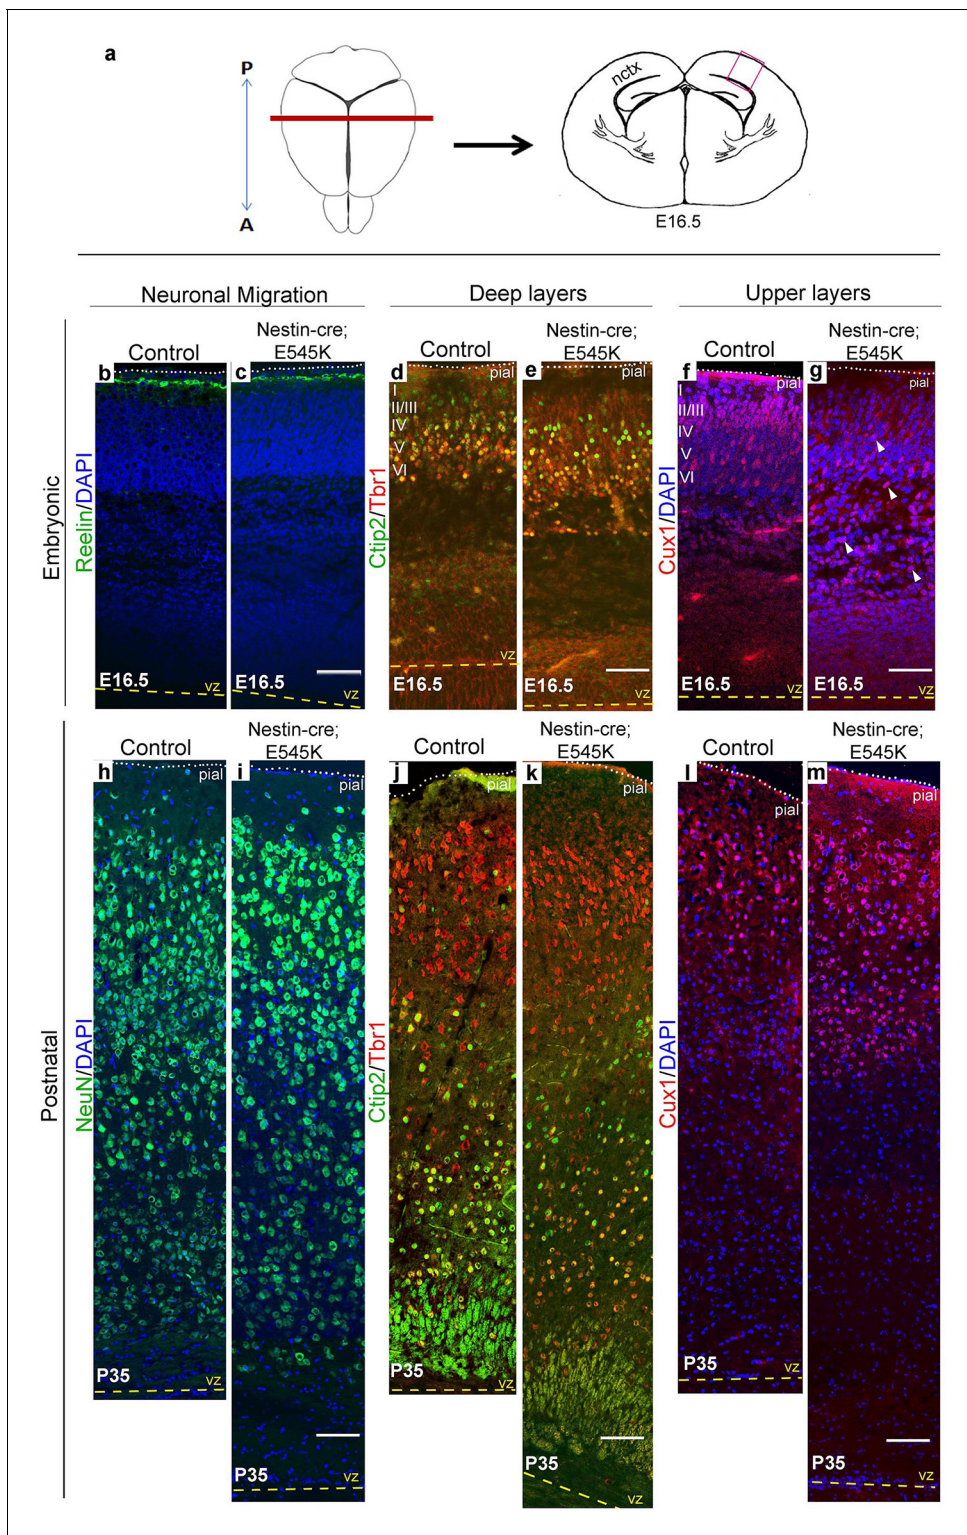 a
P
A
nctx
E16.5
Neuronal Migration
Deep layers
Upper layers
Embryonic
Control
Nestin-cre;
E545K
Control
Nestin-cre;
E545K
Control
Nestin-cre;
E545K
Reelin/DAPI
b
E16.5
c
vz
E16.5
vz
Ctip2/Tbr1
d
pial
I
II/III
IV
V
VI
vz
E16.5
e
pial
vz
E16.5
Cux1/DAPI
f
I
II/III
IV
V
VI
E16.5
g
pial
vz
E16.5
Postnatal
Control
Nestin-cre;
E545K
Control
Nestin-cre;
E545K
Control
Nestin-cre;
E545K
NeuN/DAPI
h
pial
P35
vz
i
pial
P35
vz
Ctip2/Tbr1
j
pial
P35
vz
k
pial
P35
vz
Cux1/DAPI
l
pial
P35
vz
m
pial
P35
vz